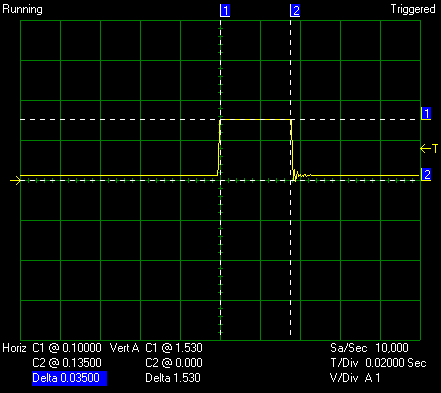 Running Triggered
1 2
1
T
2
Horiz C1 @ 0.10000 Vert A C1 @ 1.530 Sa/Sec 10,000
C2 @ 0.13500 C2 @ 0.000 T/Div 0.02000 Sec
Delta 0.03500 Delta 1.530 V/Div A 1